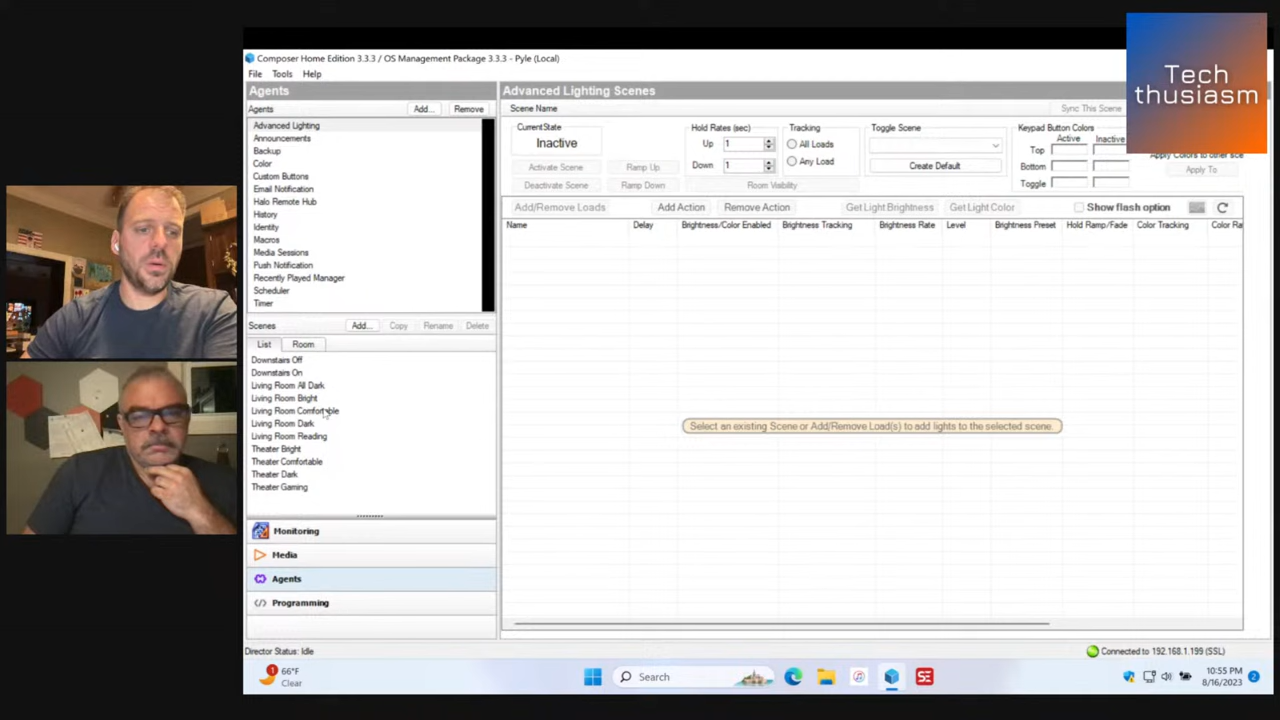 Composer Home Edition 3.3.3 / OS Management Package 3.3.3 - Pyle (Local)
File Tools Help
Agents
Agents Add... Remove
Advanced Lighting
Announcements
Backup
Color
Custom Buttons
Email Notification
Halo Remote Hub
History
Identity
Macros
Media Sessions
Push Notification
Recently Played Manager
Scheduler
Timer
Scenes Add... Copy Rename Delete
List Room
Downstairs Off
Downstairs On
Living Room All Dark
Living Room Bright
Living Room Comfortable
Living Room Dark
Living Room Reading
Theater Bright
Theater Comfortable
Theater Dark
Theater Gaming
Monitoring
Media
Agents
Programming
Advanced Lighting Scenes
Scene Name Sync This Scene
Current State
Inactive
Activate Scene
Deactivate Scene
Hold Rates (sec)
Up 1
Down 1
Ramp Up
Ramp Down
Tracking
All Loads
Any Load
Room Visibility
Toggle Scene
Create Default
Keypad Button Colors
Active Inactive
Top
Bottom
Toggle
Apply Colors to other sce
Apply To
Add/Remove Loads Add Action Remove Action Get Light Brightness Get Light Color Show flash option
Name Delay Brightness/Color Enabled Brightness Tracking Brightness Rate Level Brightness Preset Hold Ramp/Fade Color Tracking Color Ra
Select an existing Scene or Add/Remove Load(s) to add lights to the selected scene.
Director Status: Idle Connected to 192.168.1.199 (SSL)
1
66°F
Clear
Search
SE
10:55 PM
8/16/2023
2
Tech
thusiasm